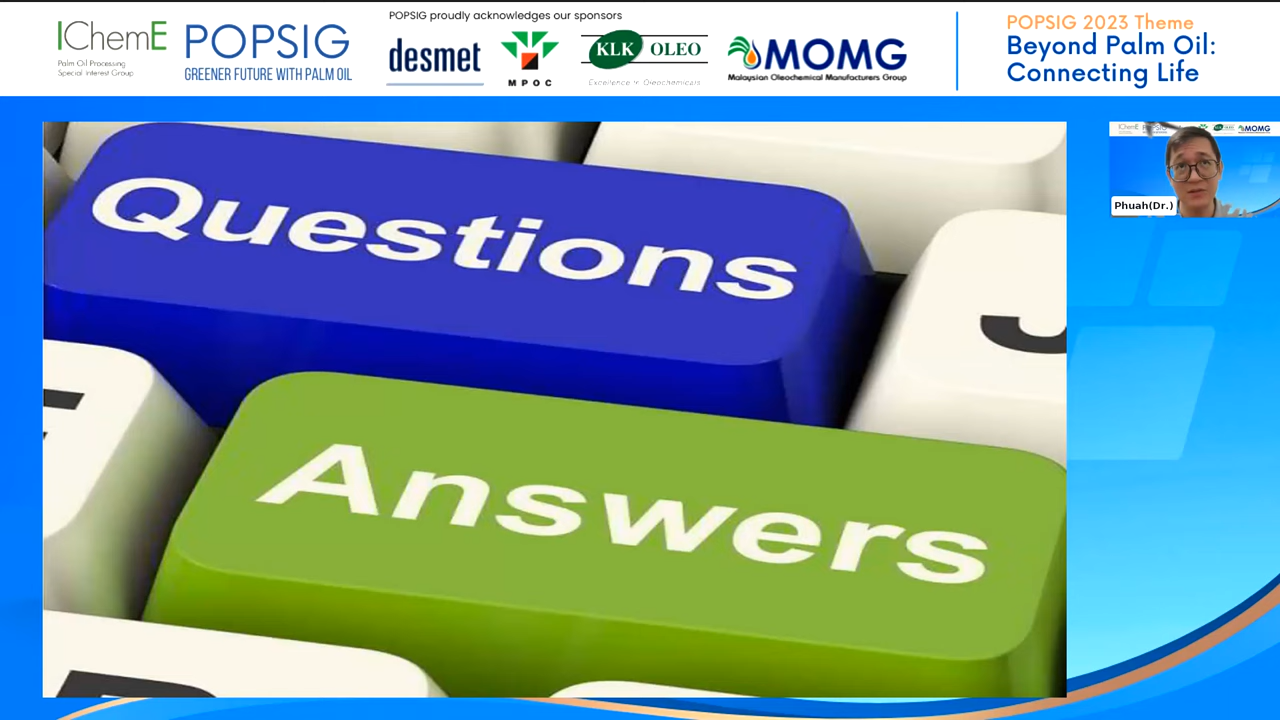 IChemE
Palm Oil Processing
Special Interest Group
POPSIG
GREENER FUTURE WITH PALM OIL
POPSIG proudly acknowledges our sponsors
desmet
MPOC
KLK OLEO
Excellence in Oleochemicals
MOMG
Malaysian Oleochemical Manufacturers Group
POPSIG 2023 Theme
Beyond Palm Oil:
Connecting Life
Questions
J
Answers
Phuah(Dr.)
IChemE
MOMG